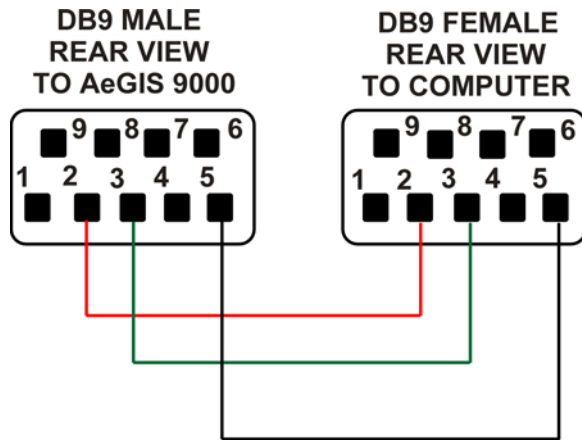 DB9 MALE
REAR VIEW
TO AeGIS 9000
9 8 7 6
1 2 3 4 5
DB9 FEMALE
REAR VIEW
TO COMPUTER
9 8 7 6
1 2 3 4 5